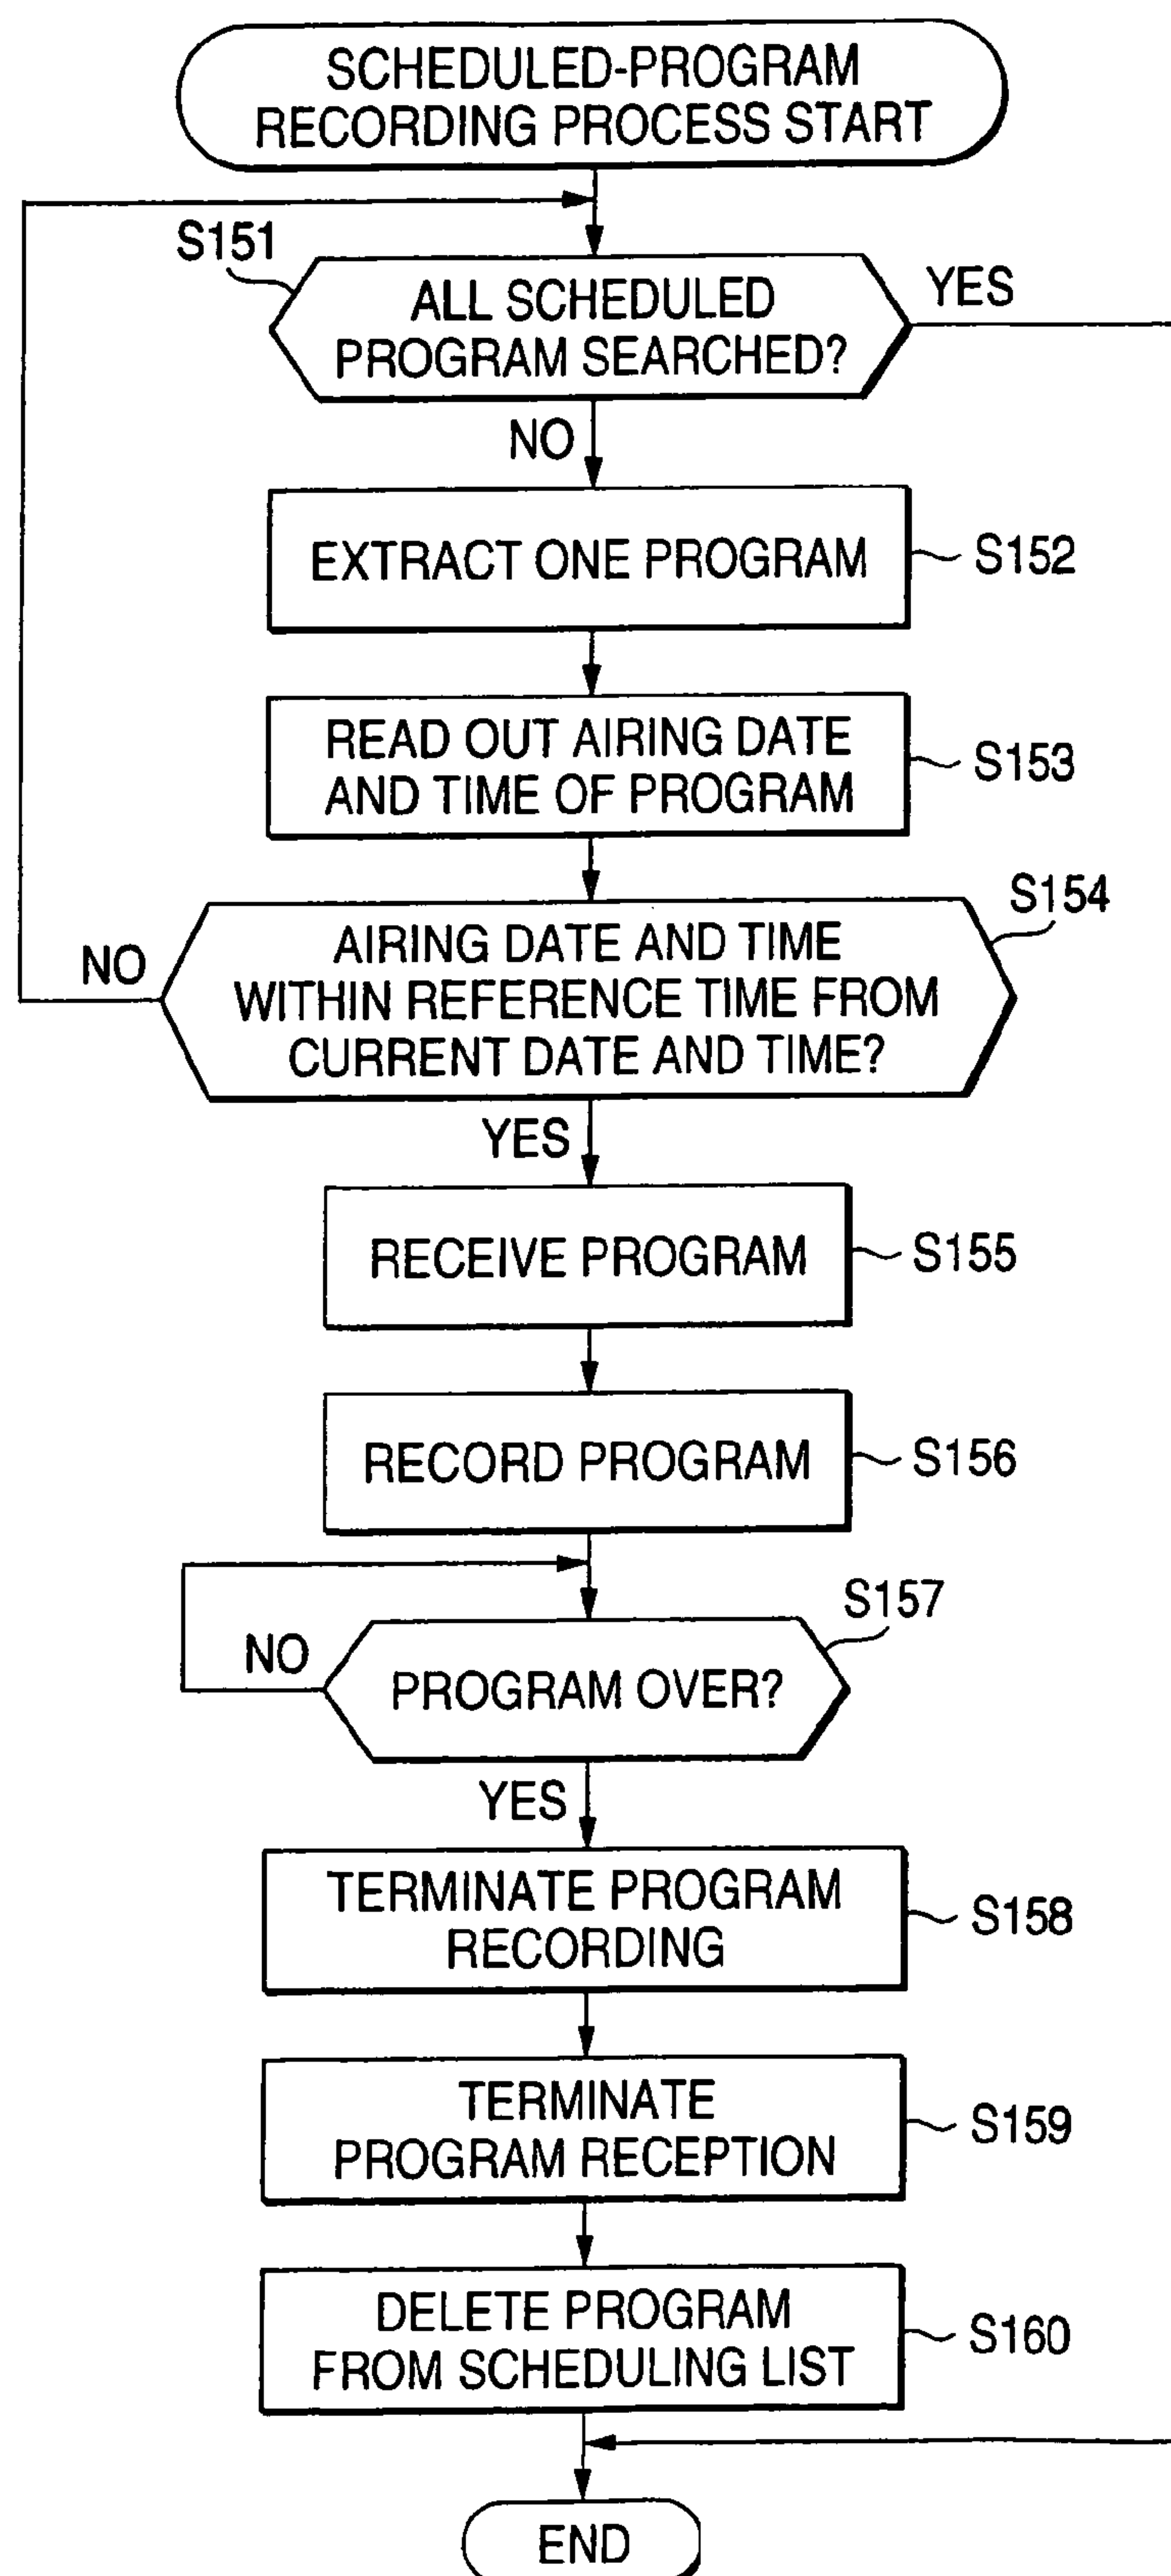 SCHEDULED-PROGRAM
RECORDING PROCESS START
S151
ALL SCHEDULED
PROGRAM SEARCHED?
YES
NO
EXTRACT ONE PROGRAM
S152
READ OUT AIRING DATE
AND TIME OF PROGRAM
S153
S154
AIRING DATE AND TIME
WITHIN REFERENCE TIME FROM
CURRENT DATE AND TIME?
NO
YES
RECEIVE PROGRAM
S155
RECORD PROGRAM
S156
S157
NO
PROGRAM OVER?
YES
TERMINATE PROGRAM
RECORDING
S158
TERMINATE
PROGRAM RECEPTION
S159
DELETE PROGRAM
FROM SCHEDULING LIST
S160
END